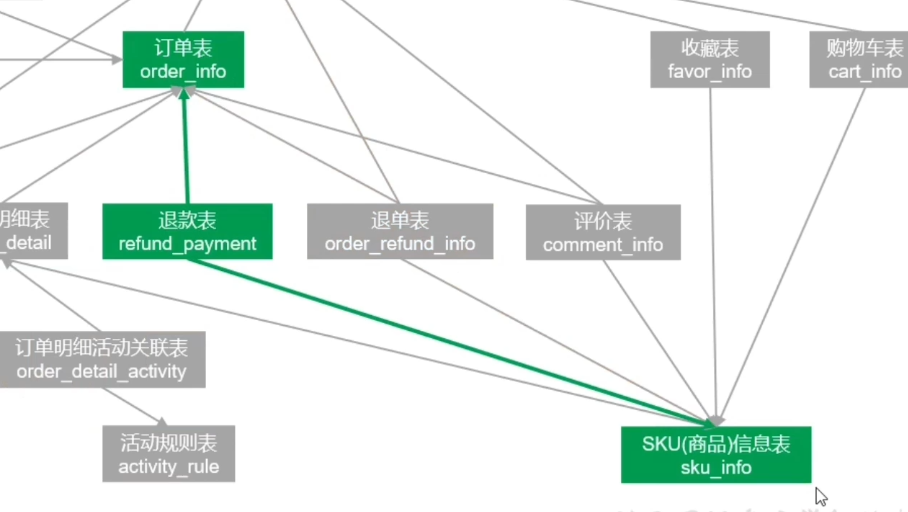 订单表
order_info
收藏表
favor_info
购物车表
cart_info
明细表
_detail
退款表
refund_payment
退单表
order_refund_info
评价表
comment_info
订单明细活动关联表
order_detail_activity
活动规则表
activity_rule
SKU(商品)信息表
sku_info